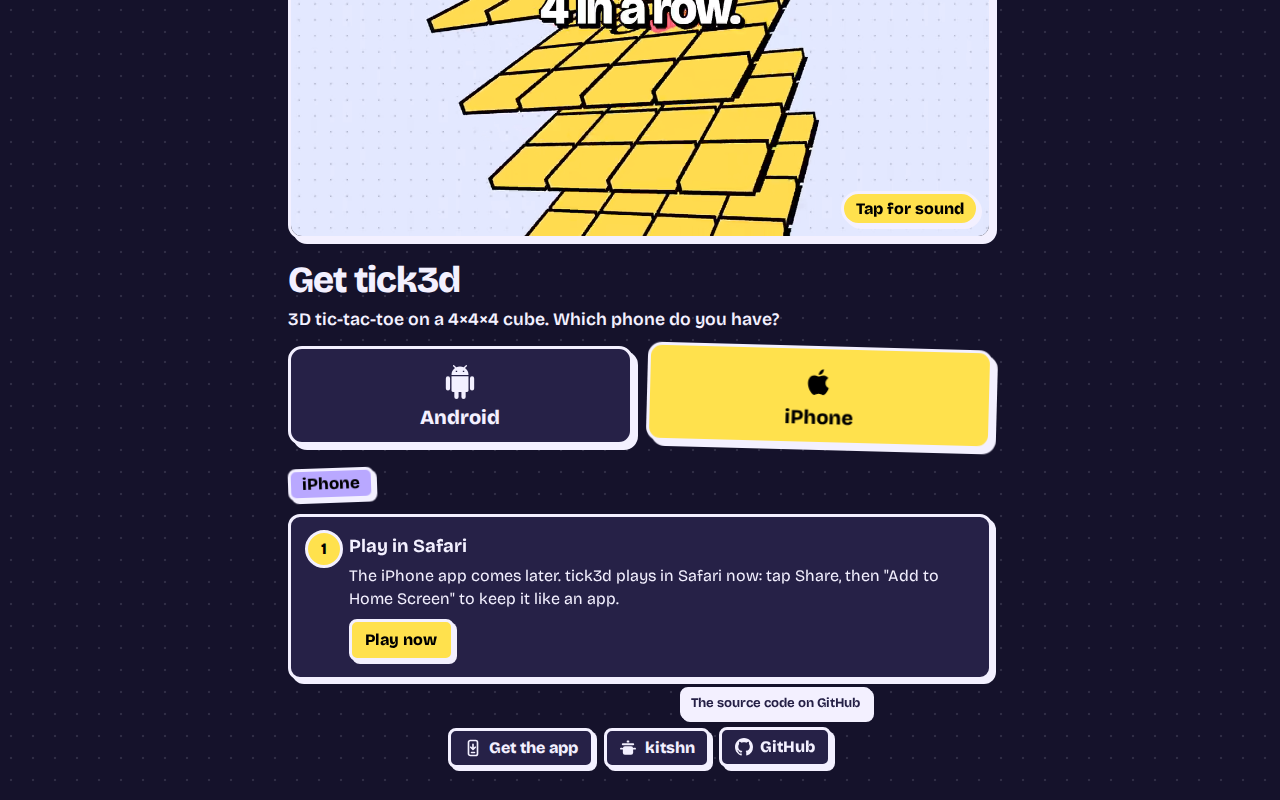 4 in a row.
Tap for sound
Get tick3d
3D tic-tac-toe on a 4×4×4 cube. Which phone do you have?
Android
iPhone
iPhone
1
Play in Safari
The iPhone app comes later. tick3d plays in Safari now: tap Share, then "Add to
Home Screen" to keep it like an app.
Play now
The source code on GitHub
Get the app
kitshn
GitHub